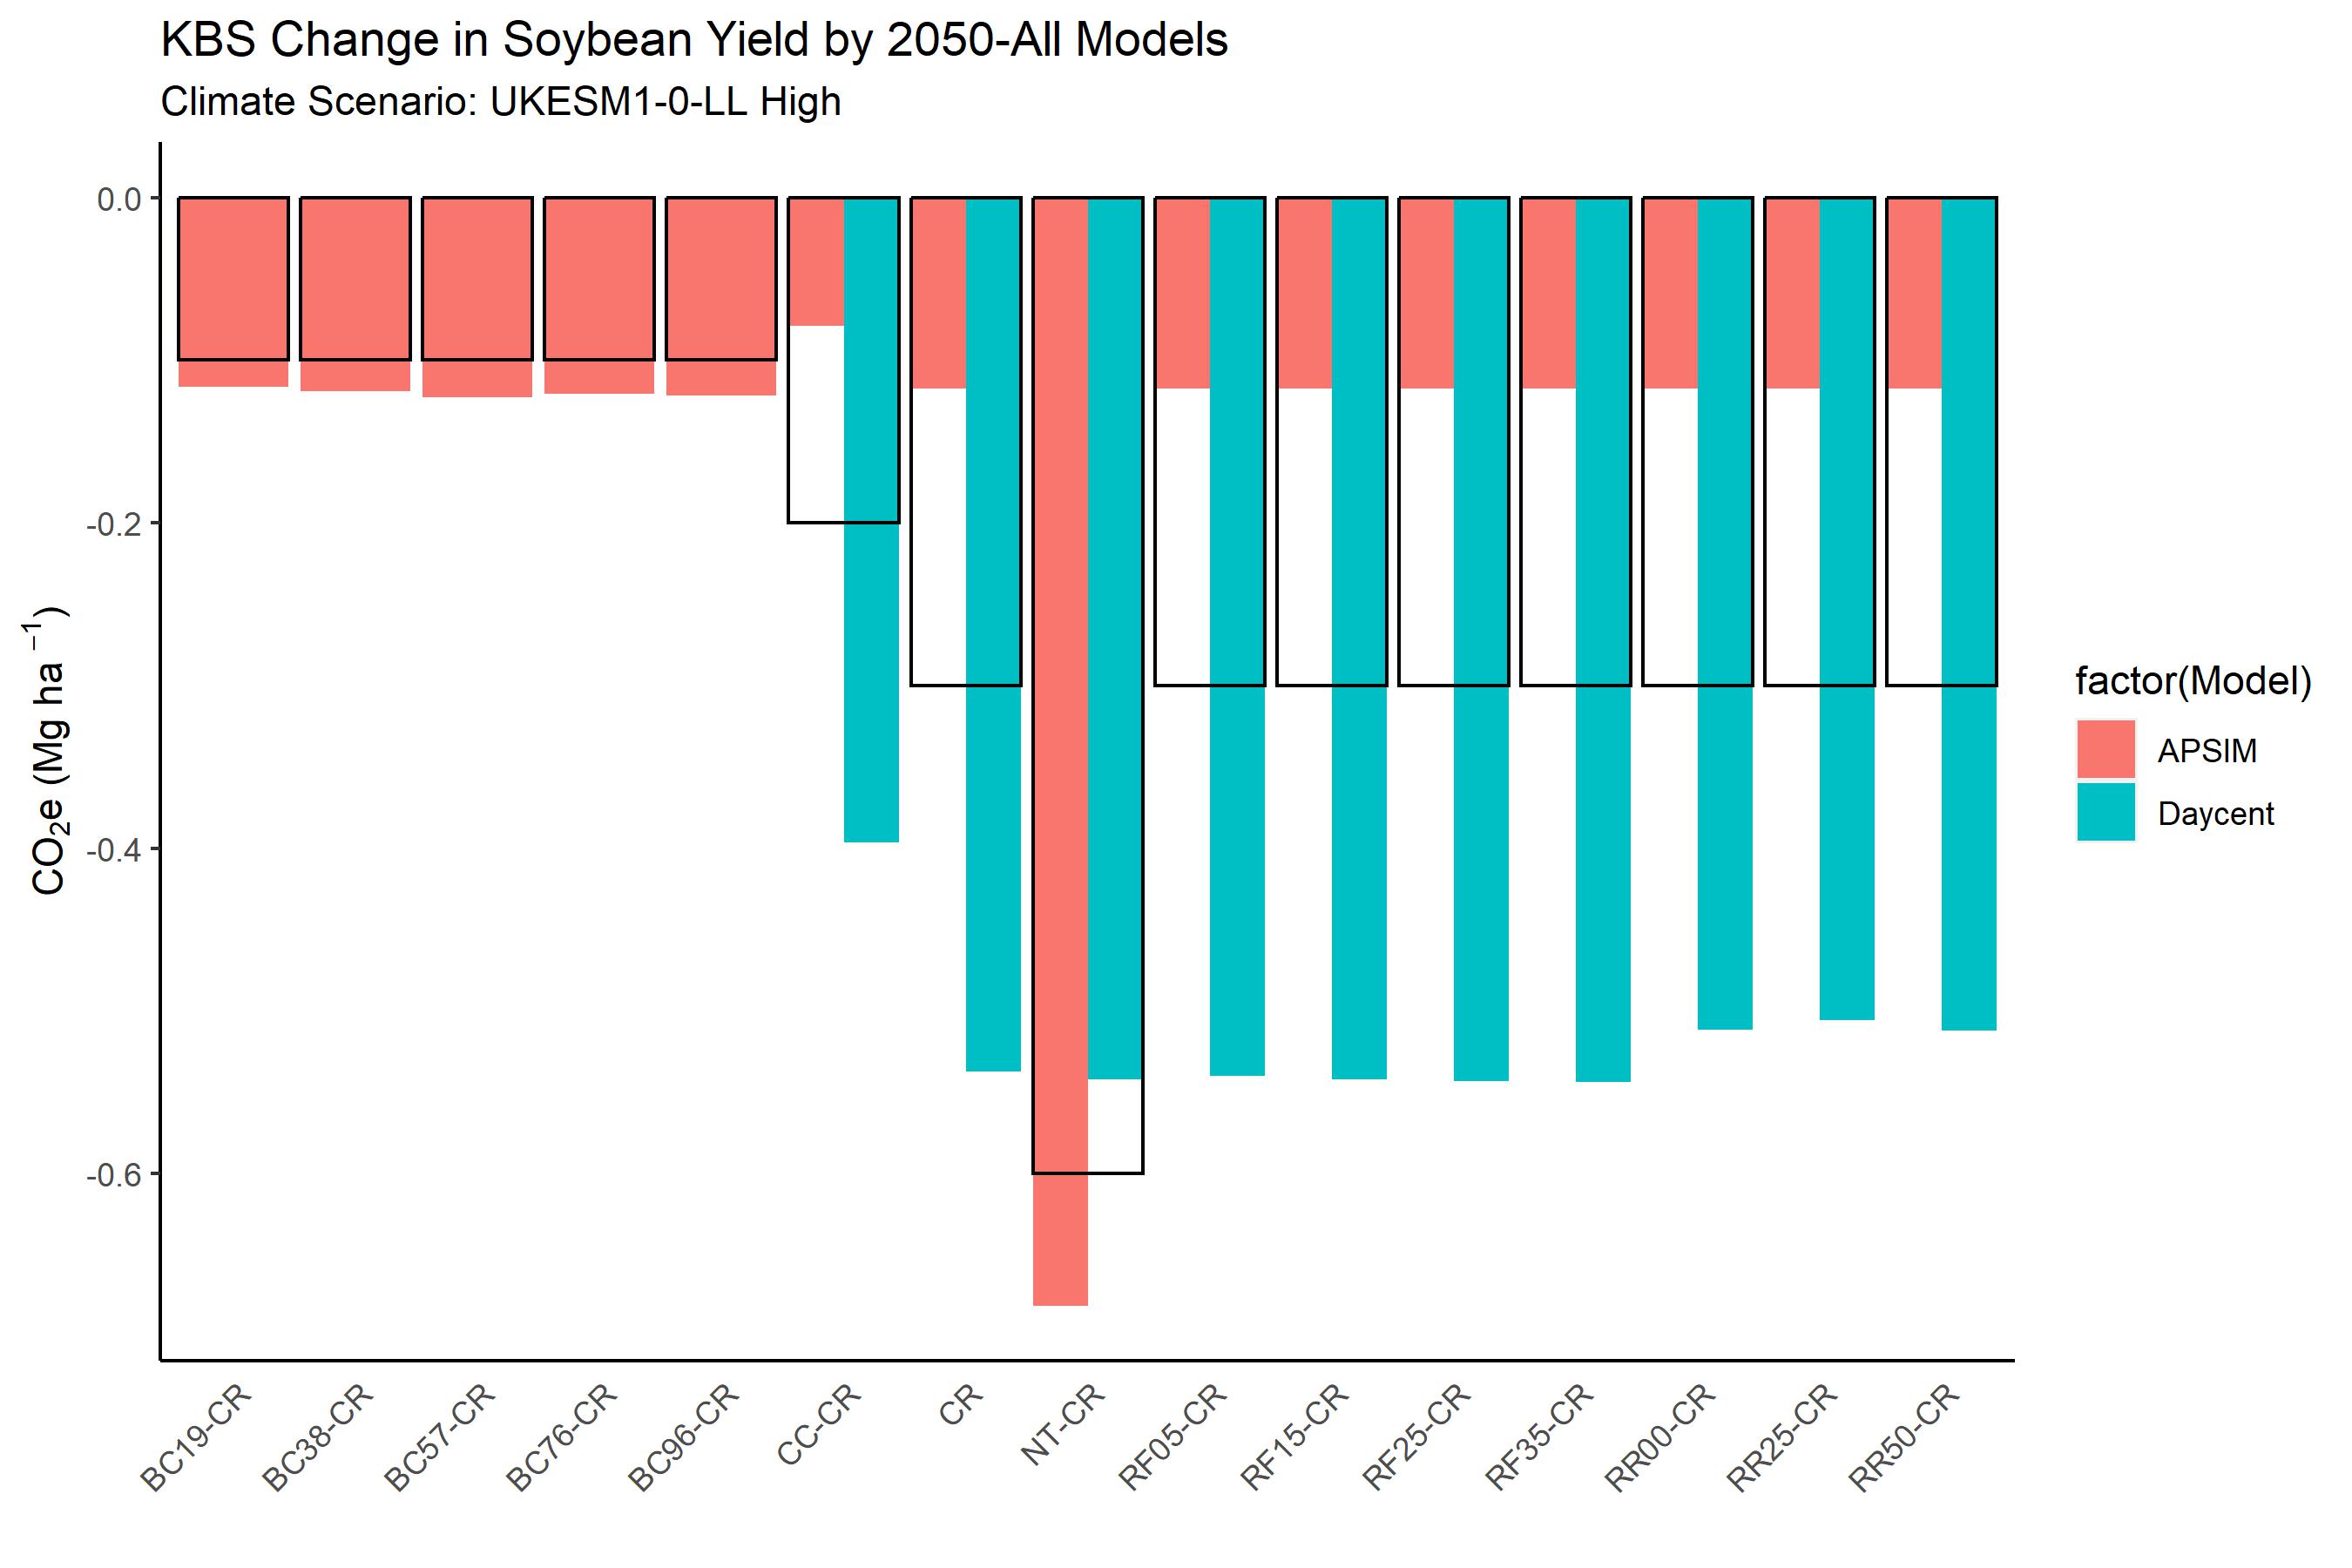 KBS Change in Soybean Yield by 2050-All Models
Climate Scenario: UKESM1-0-LL High
0.0
-0.2
-0.4
-0.6
CO₂e (Mg ha ⁻¹)
BC19-CR
BC38-CR
BC57-CR
BC76-CR
BC96-CR
CC-CR
CR
NT-CR
RF05-CR
RF15-CR
RF25-CR
RF35-CR
RR00-CR
RR25-CR
RR50-CR
factor(Model)
APSIM
Daycent